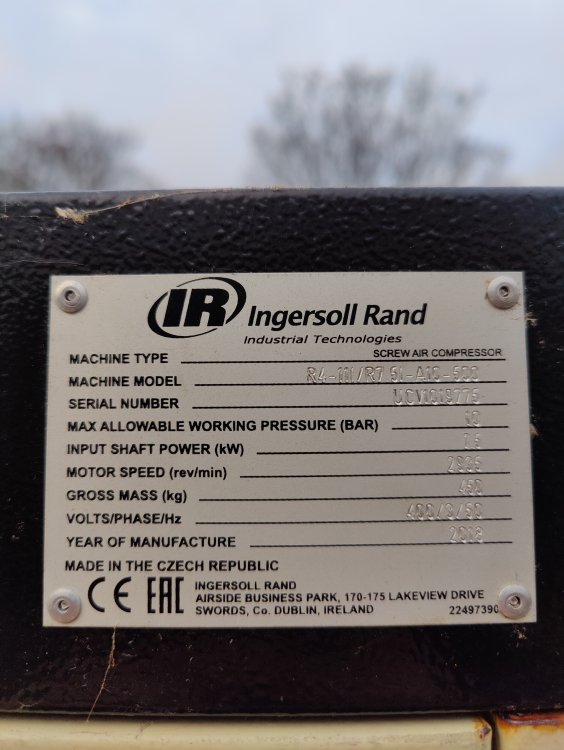 IR Ingersoll Rand
Industrial Technologies
MACHINE TYPE SCREW AIR COMPRESSOR
MACHINE MODEL
SERIAL NUMBER
MAX ALLOWABLE WORKING PRESSURE (BAR) 10
INPUT SHAFT POWER (kW) 7.5
MOTOR SPEED (rev/min)
GROSS MASS (kg) 450
VOLTS/PHASE/Hz 400/3/50
YEAR OF MANUFACTURE
MADE IN THE CZECH REPUBLIC
CE EAC INGERSOLL RAND
AIRSIDE BUSINESS PARK, 170-175 LAKEVIEW DRIVE
SWORDS, Co. DUBLIN, IRELAND 22497390